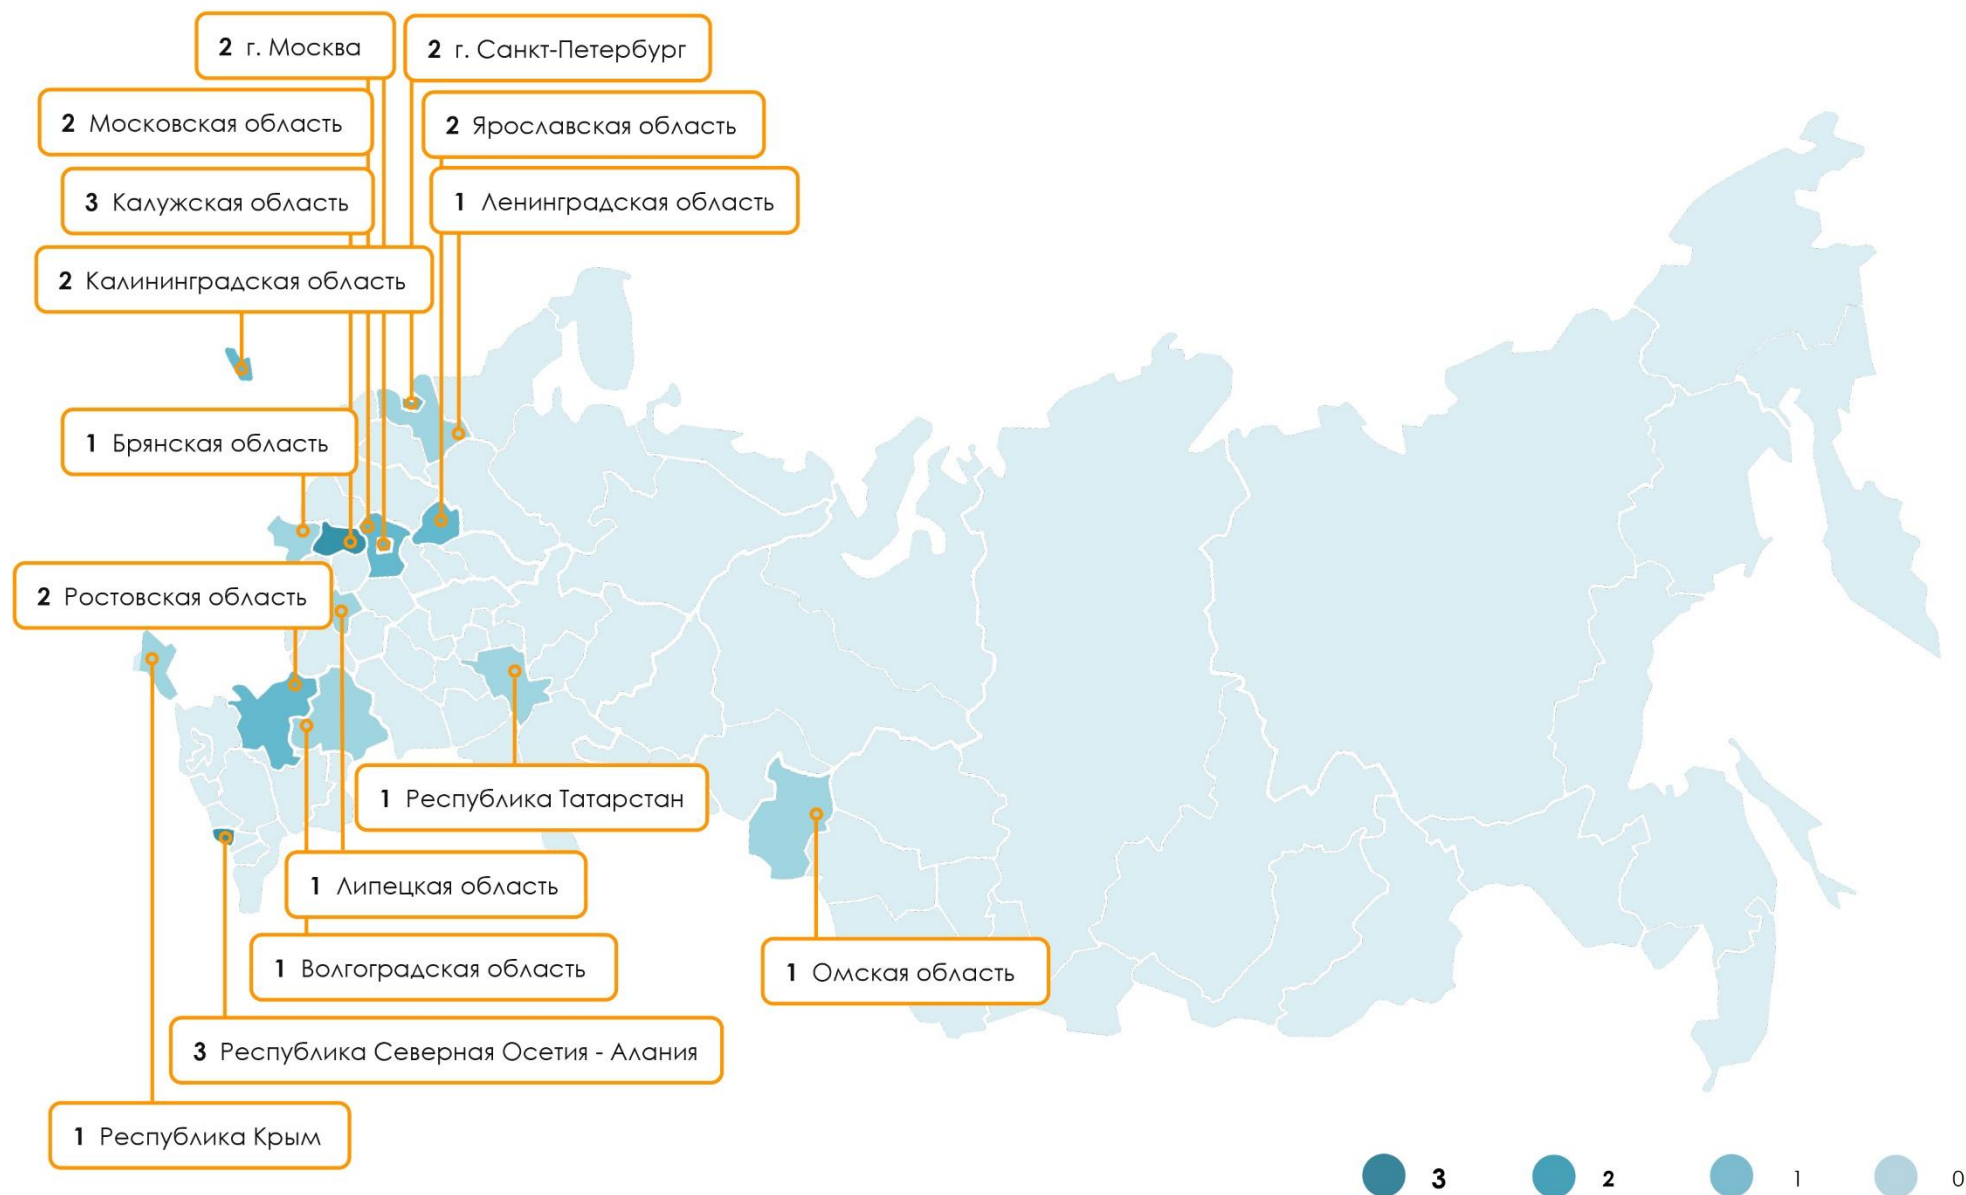 2 г. Москва
2 г. Санкт-Петербург
2 Московская область
2 Ярославская область
3 Калужская область
1 Ленинградская область
2 Калининградская область
1 Брянская область
2 Ростовская область
1 Республика Татарстан
1 Липецкая область
1 Волгоградская область
1 Омская область
3 Республика Северная Осетия - Алания
1 Республика Крым
3 2 1 0